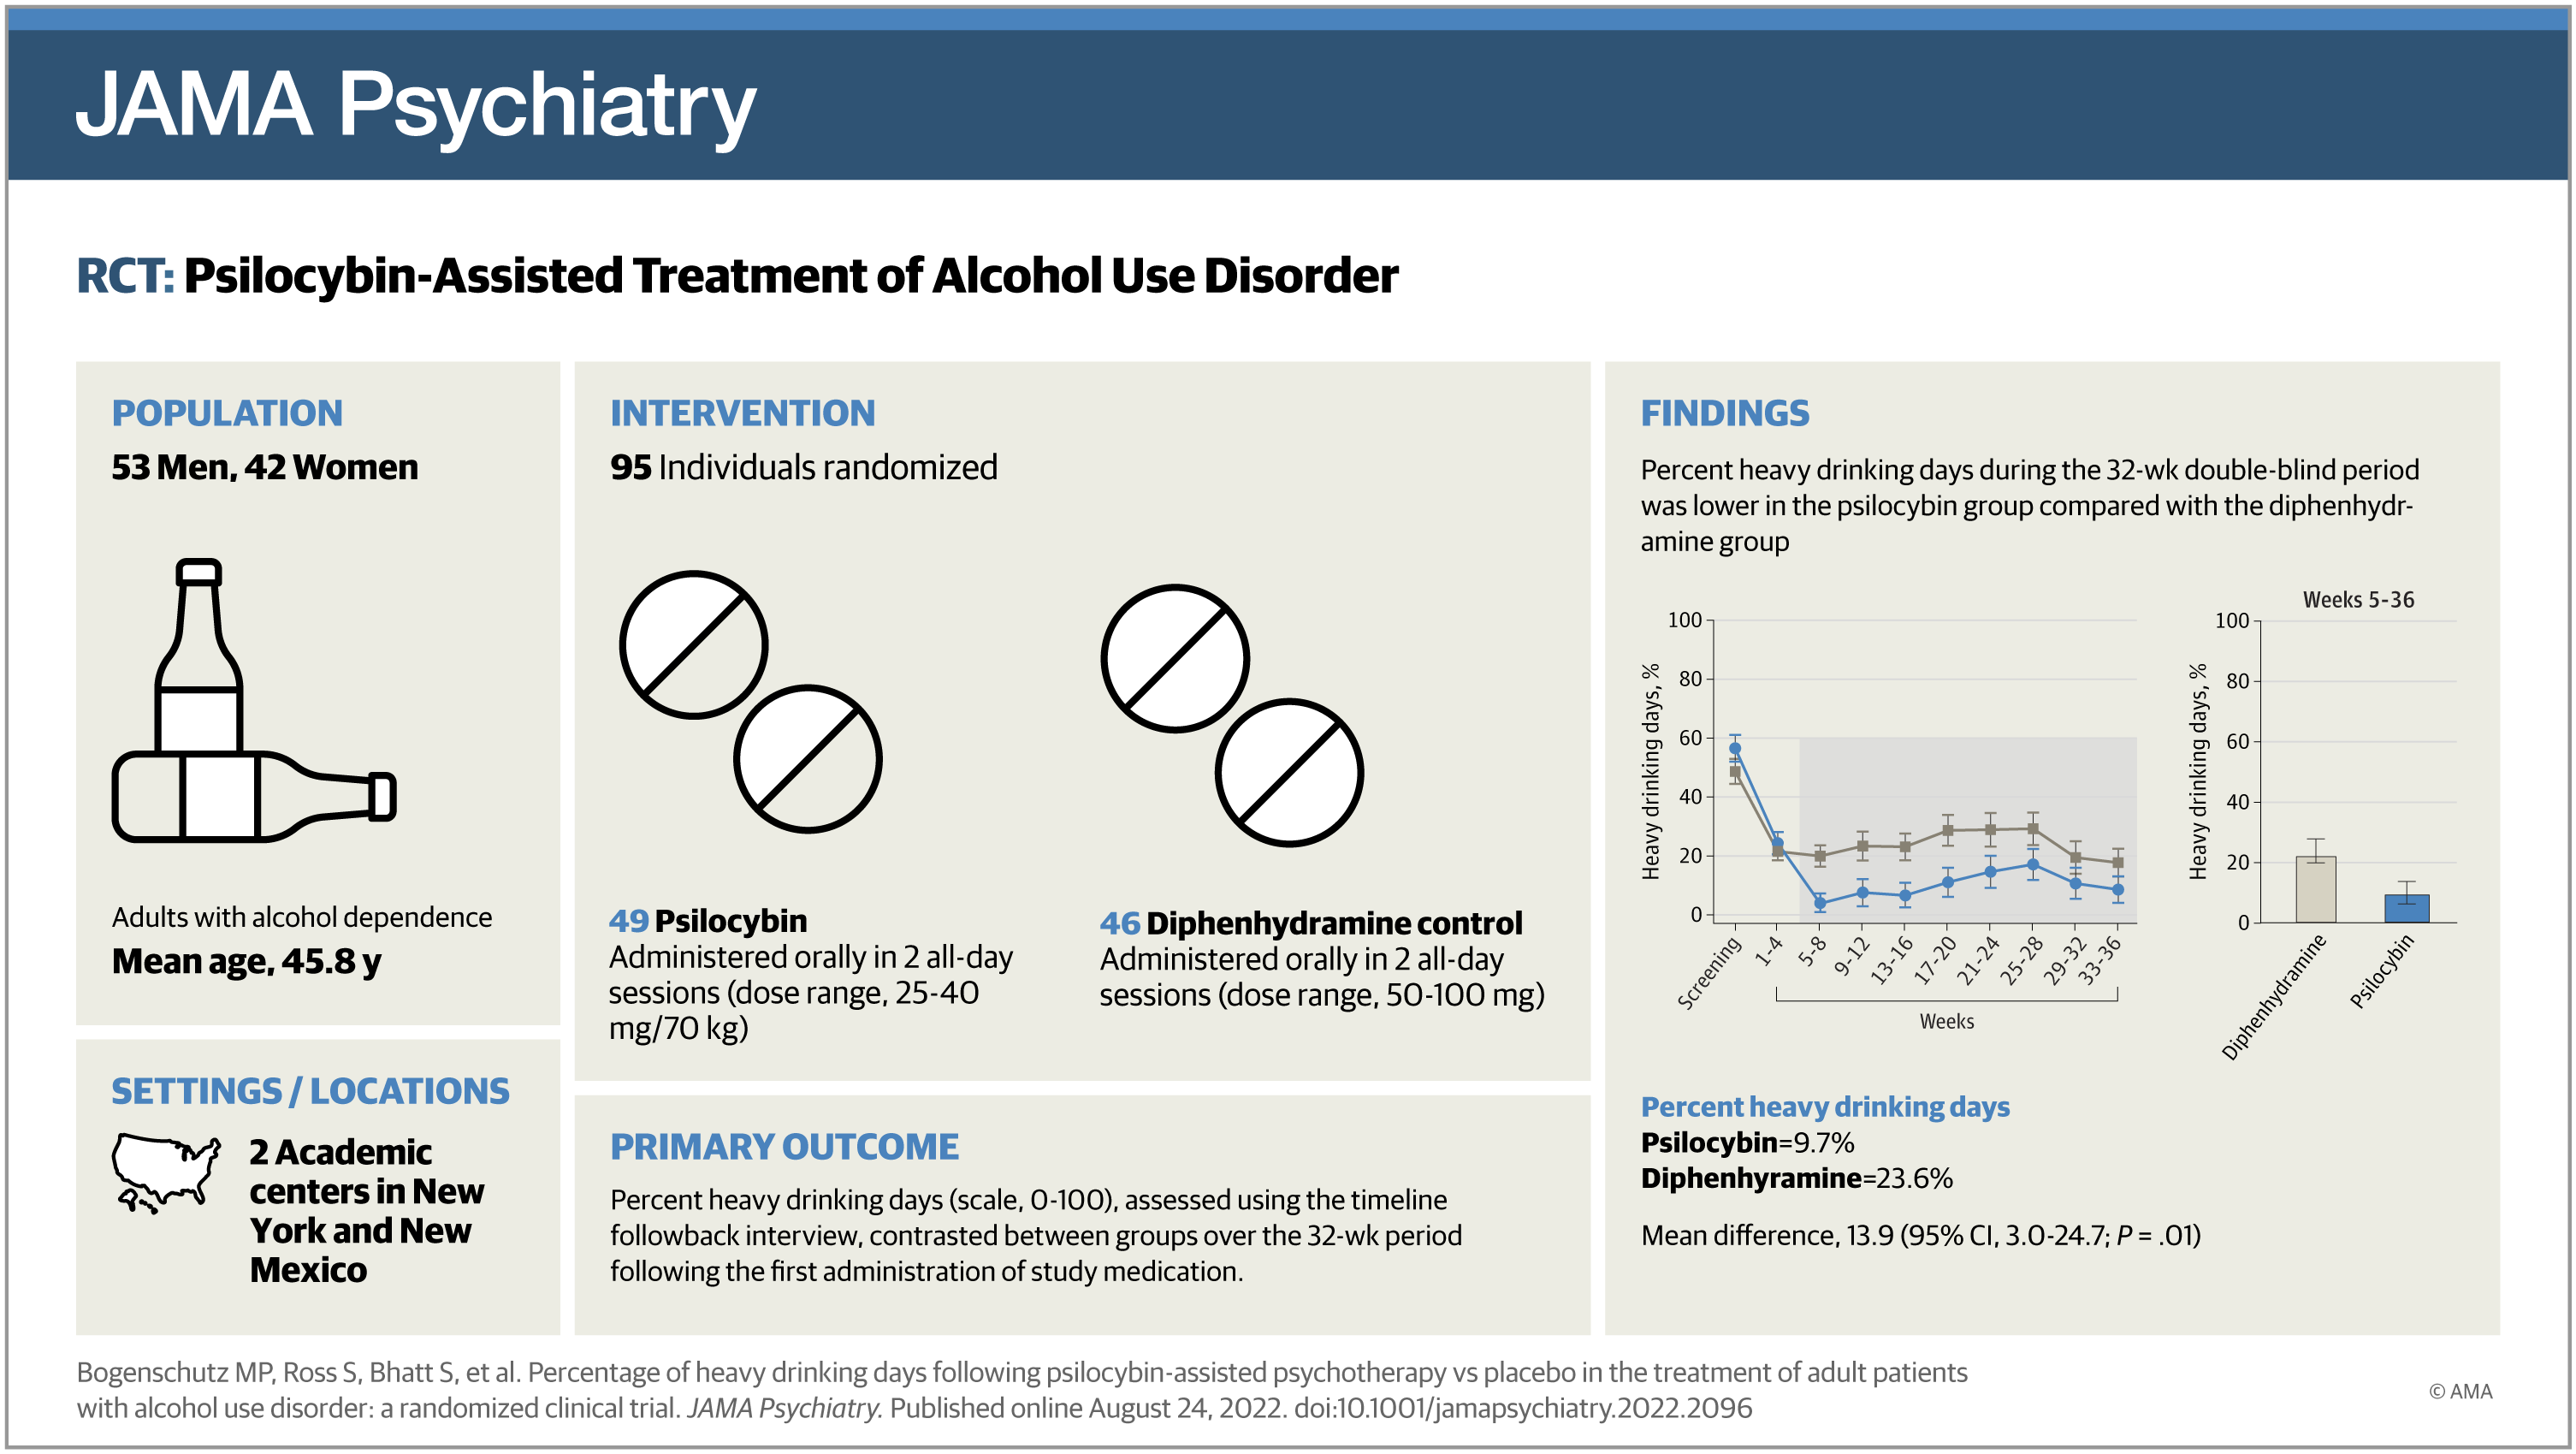 JAMA Psychiatry
RCT: Psilocybin-Assisted Treatment of Alcohol Use Disorder
POPULATION
53 Men, 42 Women
Adults with alcohol dependence
Mean age, 45.8 y
SETTINGS / LOCATIONS
2 Academic
centers in New
York and New
Mexico
INTERVENTION
95 Individuals randomized
49 Psilocybin
Administered orally in 2 all-day
sessions (dose range, 25-40
mg/70 kg)
46 Diphenhydramine control
Administered orally in 2 all-day
sessions (dose range, 50-100 mg)
PRIMARY OUTCOME
Percent heavy drinking days (scale, 0-100), assessed using the timeline
followback interview, contrasted between groups over the 32-wk period
following the first administration of study medication.
FINDINGS
Percent heavy drinking days during the 32-wk double-blind period
was lower in the psilocybin group compared with the diphenhydr-
amine group
Heavy drinking days, %
100
80
60
40
20
0
Screening
1-4
5-8
9-12
13-16
17-20
21-24
25-28
29-32
33-36
Weeks
Weeks 5-36
Heavy drinking days, %
100
80
60
40
20
0
Diphenhydramine
Psilocybin
Percent heavy drinking days
Psilocybin=9.7%
Diphenhyramine=23.6%
Mean difference, 13.9 (95% CI, 3.0-24.7; P = .01)
Bogenschutz MP, Ross S, Bhatt S, et al. Percentage of heavy drinking days following psilocybin-assisted psychotherapy vs placebo in the treatment of adult patients
with alcohol use disorder: a randomized clinical trial. JAMA Psychiatry. Published online August 24, 2022. doi:10.1001/jamapsychiatry.2022.2096
© AMA